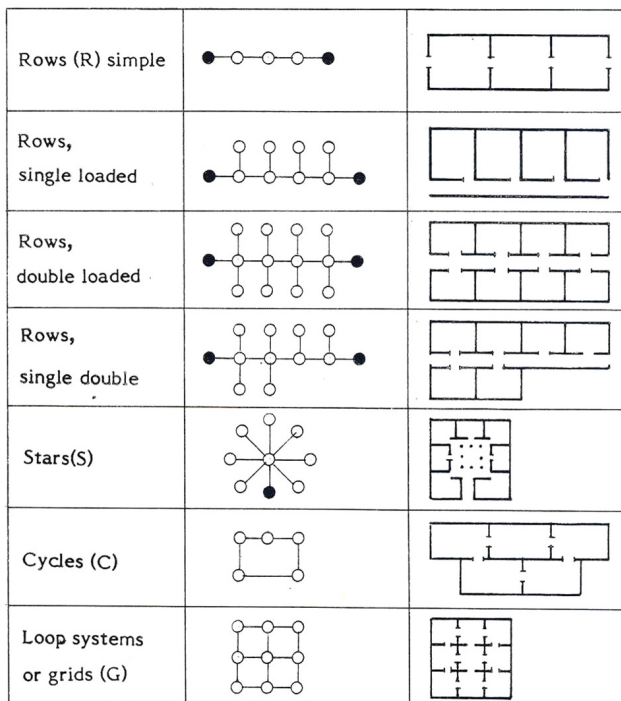 Rows (R) simple
Rows,
single loaded
Rows,
double loaded
Rows,
single double
Stars(S)
Cycles (C)
Loop systems
or grids (G)